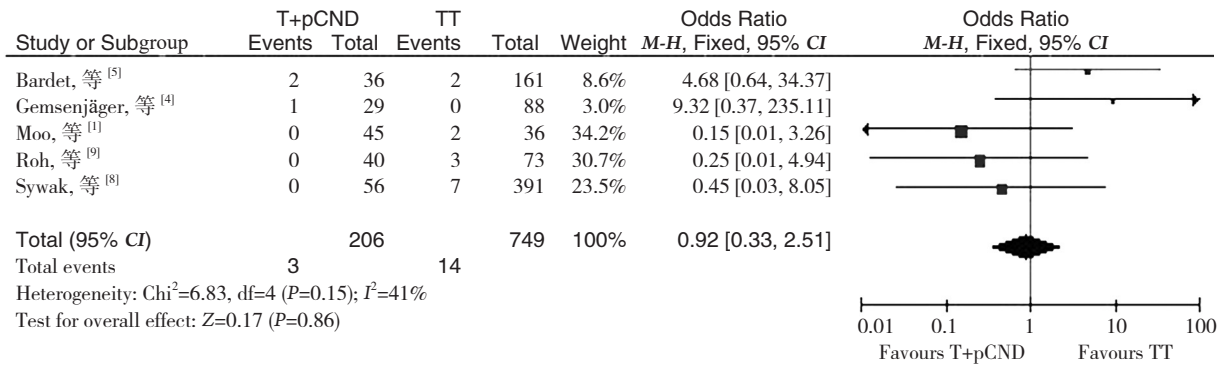 T+pCND TT Odds Ratio Odds Ratio
Study or Subgroup Events Total Events Total Weight M-H, Fixed, 95% CI M-H, Fixed, 95% CI
Bardet, 等 [5] 2 36 2 161 8.6% 4.68 [0.64, 34.37]
Gemsenjäger, 等 [4] 1 29 0 88 3.0% 9.32 [0.37, 235.11]
Moo, 等 [1] 0 45 2 36 34.2% 0.15 [0.01, 3.26]
Roh, 等 [9] 0 40 3 73 30.7% 0.25 [0.01, 4.94]
Sywak, 等 [8] 0 56 7 391 23.5% 0.45 [0.03, 8.05]
Total (95% CI) 206 749 100% 0.92 [0.33, 2.51]
Total events 3 14
Heterogeneity: Chi²=6.83, df=4 (P=0.15); I²=41%
Test for overall effect: Z=0.17 (P=0.86)
0.01 0.1 1 10 100
Favours T+pCND Favours TT